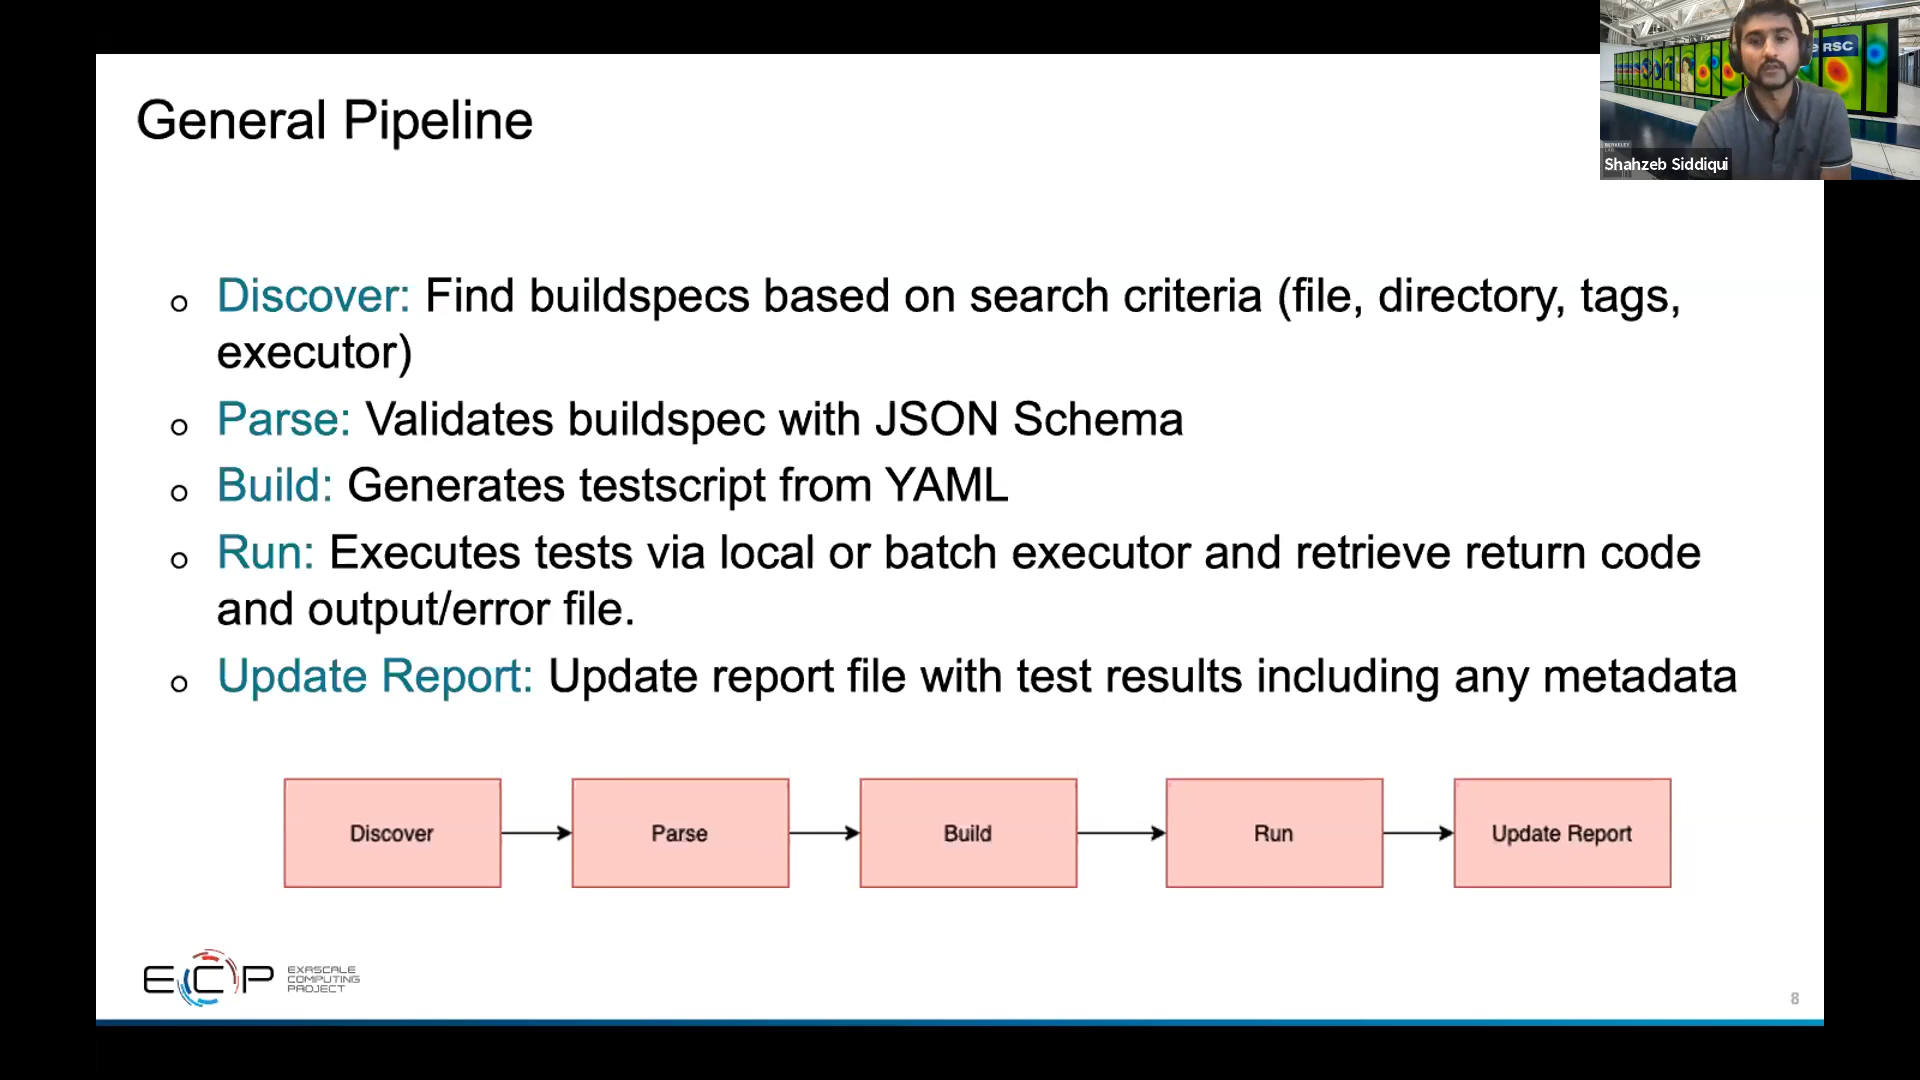 General Pipeline
RSC
BERKELEY
LAB
Shahzeb Siddiqui
Discover: Find buildspecs based on search criteria (file, directory, tags,
executor)
Parse: Validates buildspec with JSON Schema
Build: Generates testscript from YAML
Run: Executes tests via local or batch executor and retrieve return code
and output/error file.
Update Report: Update report file with test results including any metadata
Discover
Parse
Build
Run
Update Report
ECP
EXASCALE
COMPUTING
PROJECT
8